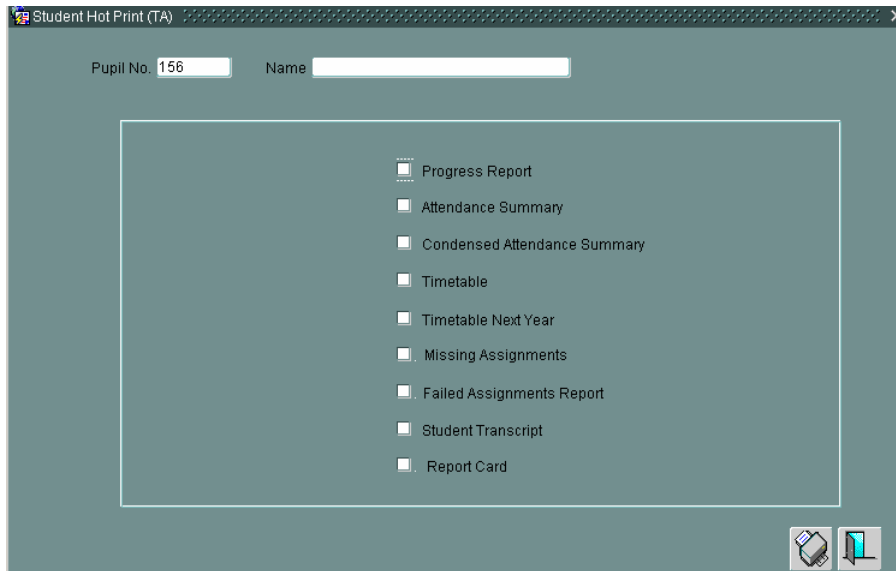 Student Hot Print (TA)
Pupil No. 156 Name
Progress Report
Attendance Summary
Condensed Attendance Summary
Timetable
Timetable Next Year
. Missing Assignments
. Failed Assignments Report
Student Transcript
. Report Card